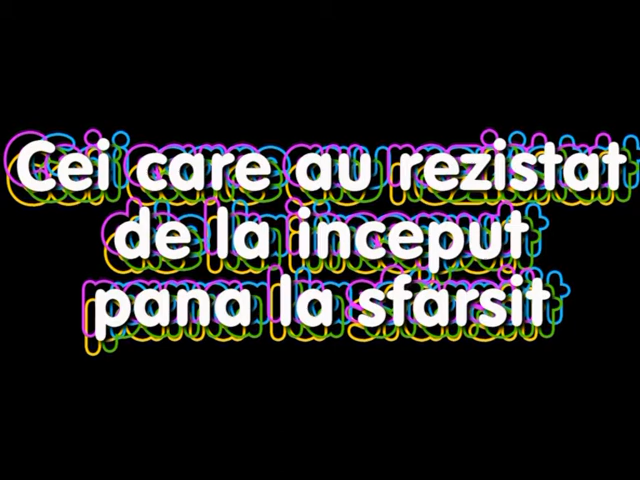 Cei care au rezistat
de la inceput
pana la sfarsit